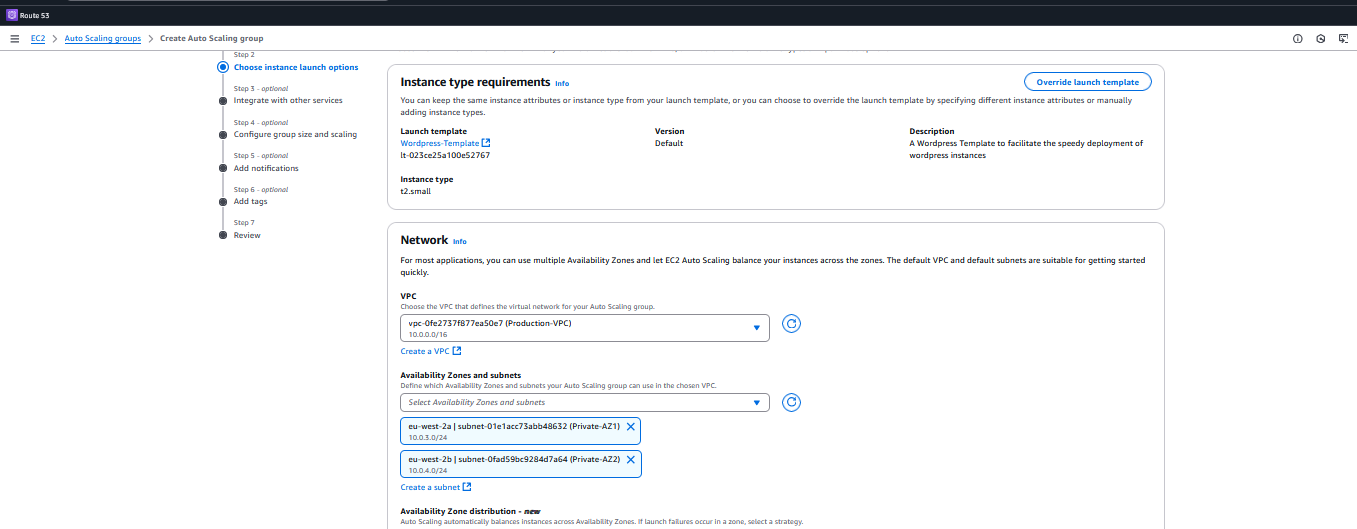 Route 53
EC2 > Auto Scaling groups > Create Auto Scaling group
Step 2
Choose instance launch options
Step 3 - optional
Integrate with other services
Step 4 - optional
Configure group size and scaling
Step 5 - optional
Add notifications
Step 6 - optional
Add tags
Step 7
Review
Instance type requirements Info
Override launch template
You can keep the same instance attributes or instance type from your launch template, or you can choose to override the launch template by specifying different instance attributes or manually
adding instance types.
Launch template
Wordpress-Template
lt-023ce25a100e52767
Version
Default
Description
A Wordpress Template to facilitate the speedy deployment of
wordpress instances
Instance type
t2.small
Network Info
For most applications, you can use multiple Availability Zones and let EC2 Auto Scaling balance your instances across the zones. The default VPC and default subnets are suitable for getting started
quickly.
VPC
Choose the VPC that defines the virtual network for your Auto Scaling group.
vpc-0fe2737f877ea50e7 (Production-VPC)
10.0.0.0/16
Create a VPC
Availability Zones and subnets
Define which Availability Zones and subnets your Auto Scaling group can use in the chosen VPC.
Select Availability Zones and subnets
eu-west-2a | subnet-01e1acc73abb48632 (Private-AZ1)
10.0.3.0/24
eu-west-2b | subnet-0fad59bc9284d7a64 (Private-AZ2)
10.0.4.0/24
Create a subnet
Availability Zone distribution - new
Auto Scaling automatically balances instances across Availability Zones. If launch failures occur in a zone, select a strategy.